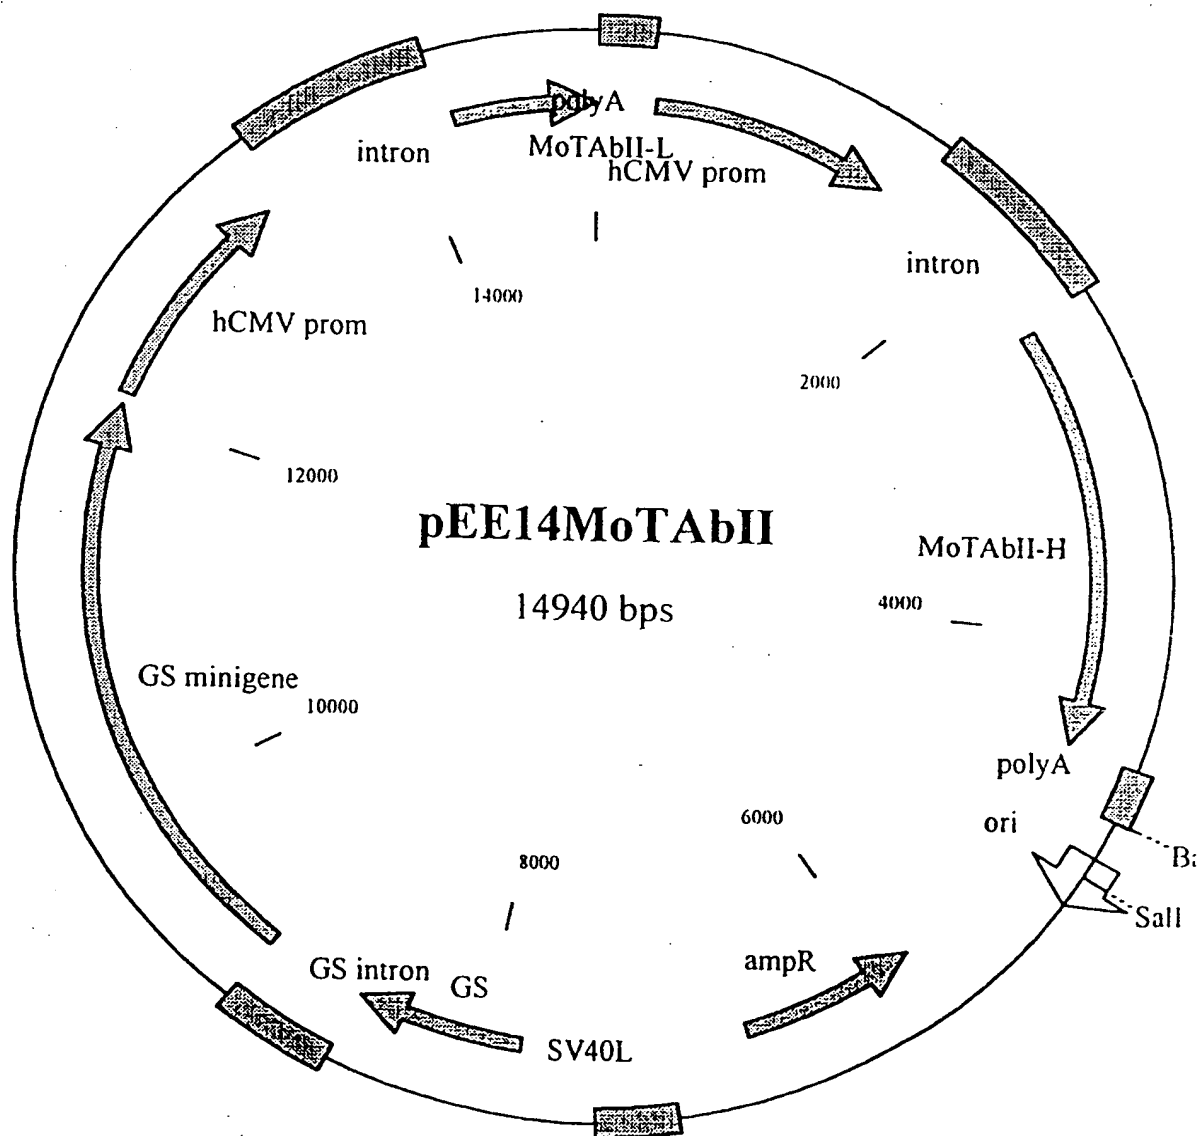 polyA
intron
MoTAbII-L
hCMV prom
intron
14000
hCMV prom
2000
12000
pEE14MoTAbII
MoTAbII-H
14940 bps
4000
GS minigene
10000
polyA
6000
ori
8000
SalI
ampR
GS intron
GS
SV40L